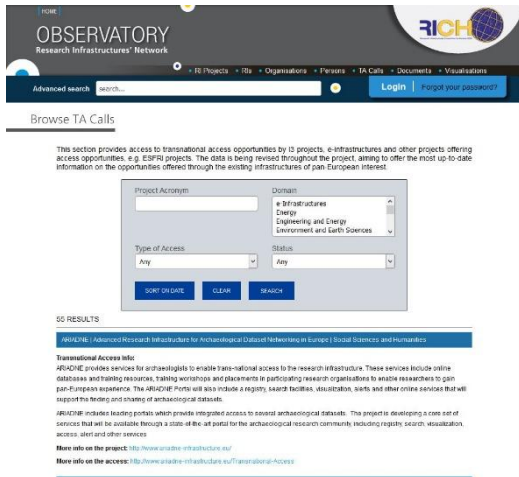 [ HOME ]
OBSERVATORY
Research Infrastructures' Network
RICH
• RI Projects • RIs • Organisations • Persons • TA Calls • Documents • Visualisations
Advanced search search... Login | Forgot your password?
Browse TA Calls
This section provides access to transnational access opportunities by I3 projects, e-infrastructures and other projects offering
access opportunities, e.g. ESFRI projects. The data is being revised throughout the project, aiming to offer the most up-to-date
information on the opportunities offered through the existing infrastructures of pan-European interest.
Project Acronym Domain
e-Infrastructures
Energy
Engineering and Energy
Environment and Earth Sciences
Type of Access Status
Any Any
SORT ON DATE CLEAR SEARCH
55 RESULTS
ARIADNE | Advanced Research Infrastructure for Archaeological Dataset Networking in Europe | Social Sciences and Humanities
Transnational Access Info:
ARIADNE provides services for archaeologists to enable trans-national access to the research infrastructure. These services include online
databases and training resources, training workshops and placements in participating research organisations to enable researchers to gain
pan-European experience. The ARIADNE Portal will also include a registry, search facilities, visualization, alerts and other online services that will
support the finding and sharing of archaeological datasets.
ARIADNE includes leading portals which provide integrated access to several archaeological datasets. The project is developing a core set of
services that will be available through a state-of-the-art portal for the archaeological research community, including registry, search, visualization,
access, alert and other services
More info on the project: http://www.ariadne-infrastructure.eu/
More info on the access: http://www.ariadne-infrastructure.eu/Transnational-Access